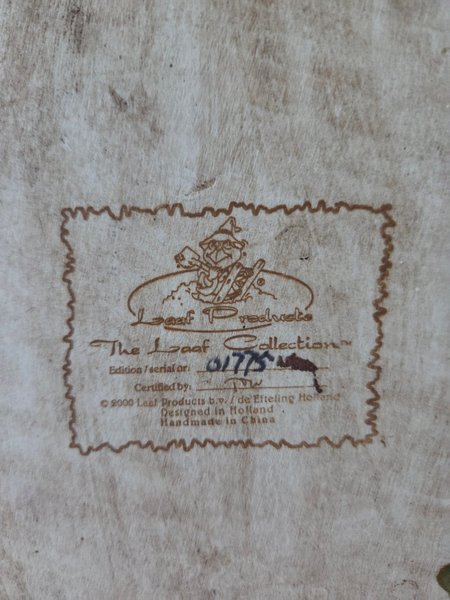 ©
Laaf Products
The Laaf Collection™
Edition / serial nr: 01775
Certified by:
© 2000 Laaf Products b.v. / de Efteling Holland
Designed in Holland
Handmade in China